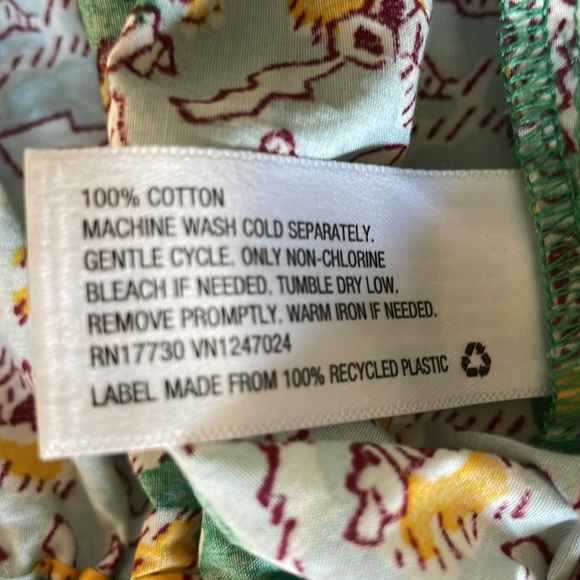 100% COTTON
MACHINE WASH COLD SEPARATELY.
GENTLE CYCLE. ONLY NON-CHLORINE
BLEACH IF NEEDED. TUMBLE DRY LOW.
REMOVE PROMPTLY. WARM IRON IF NEEDED.
RN17730 VN1247024
LABEL MADE FROM 100% RECYCLED PLASTIC